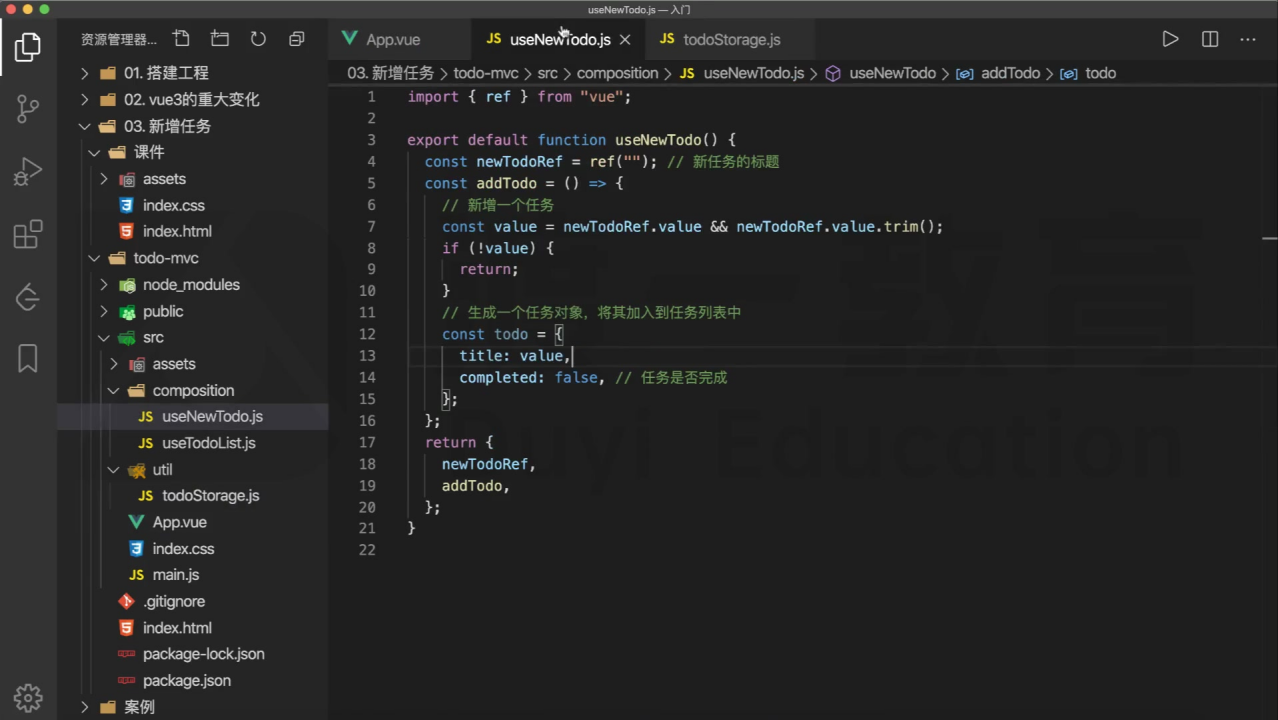 useNewTodo.js — 入门
资源管理器...
App.vue
useNewTodo.js
todoStorage.js
03. 新增任务 > todo-mvc > src > composition > useNewTodo.js > useNewTodo > addTodo > todo
01. 搭建工程
02. vue3的重大变化
03. 新增任务
课件
assets
index.css
index.html
todo-mvc
node_modules
public
src
assets
composition
useNewTodo.js
useTodoList.js
util
todoStorage.js
App.vue
index.css
main.js
.gitignore
index.html
package-lock.json
package.json
案例
1 import { ref } from "vue";
2
3 export default function useNewTodo() {
4 const newTodoRef = ref(""); // 新任务的标题
5 const addTodo = () => {
6 // 新增一个任务
7 const value = newTodoRef.value && newTodoRef.value.trim();
8 if (!value) {
9 return;
10 }
11 // 生成一个任务对象，将其加入到任务列表中
12 const todo = {
13 title: value,
14 completed: false, // 任务是否完成
15 };
16 };
17 return {
18 newTodoRef,
19 addTodo,
20 };
21 }
22
Duyi Education